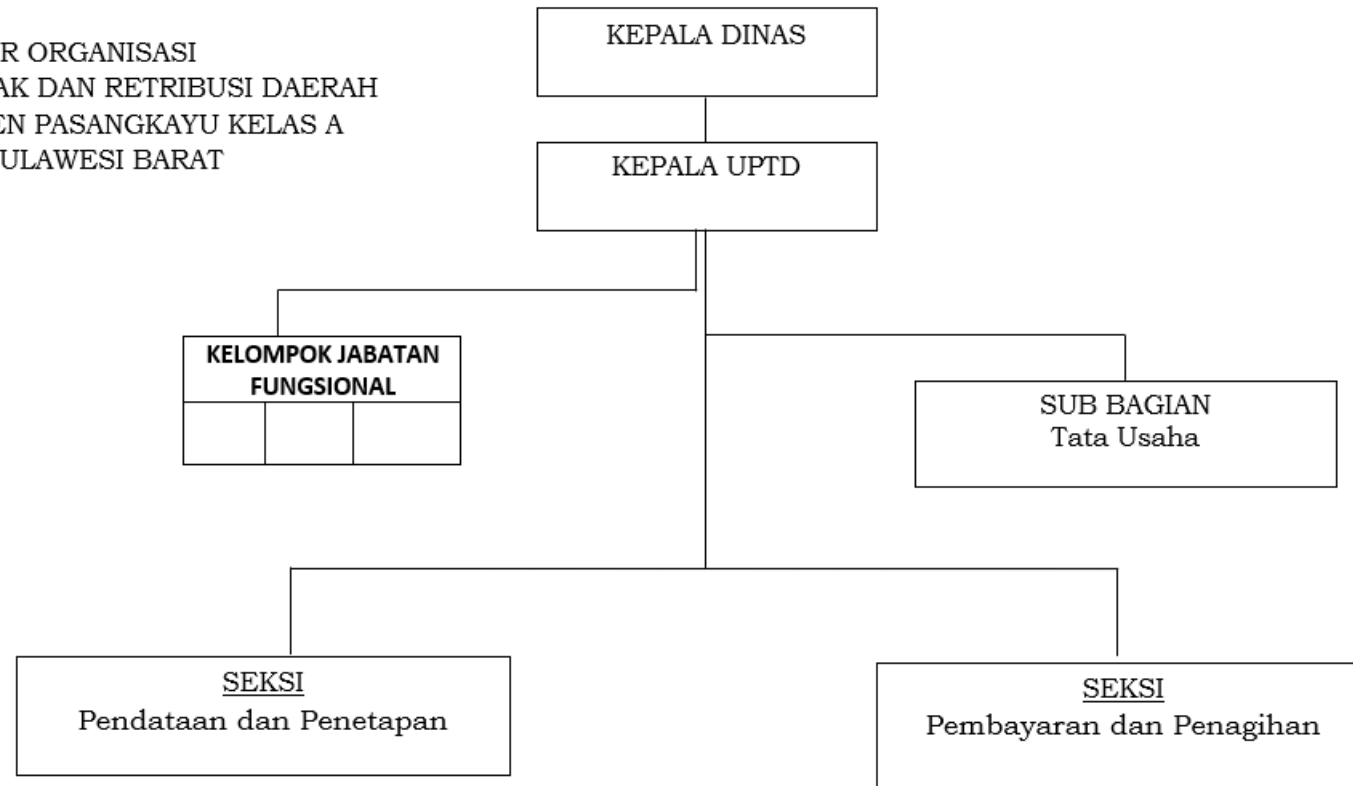 R ORGANISASI
AK DAN RETRIBUSI DAERAH
EN PASANGKAYU KELAS A
ULAWESI BARAT
KEPALA DINAS
KEPALA UPTD
KELOMPOK JABATAN
FUNGSIONAL
SUB BAGIAN
Tata Usaha
SEKSI
Pendataan dan Penetapan
SEKSI
Pembayaran dan Penagihan